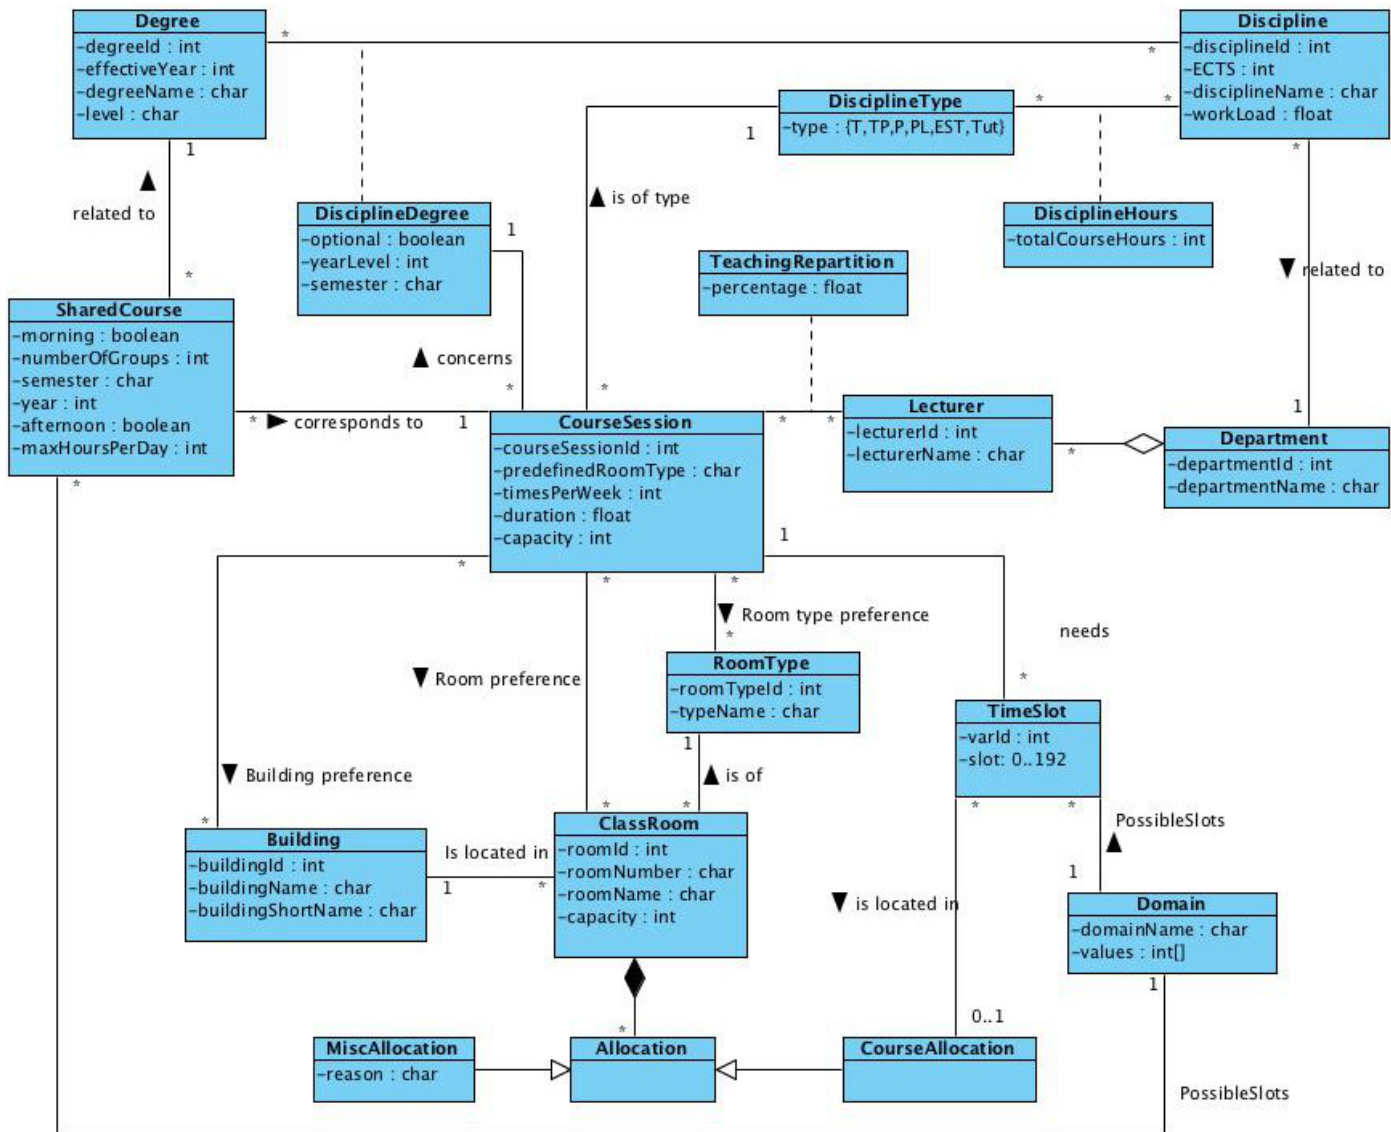 Degree
–degreeId : int
–effectiveYear : int
–degreeName : char
–level : char
*
*
Discipline
–disciplineId : int
–ECTS : int
–disciplineName : char
–workLoad : float
DisciplineType
–type : {T,TP,P,PL,EST,Tut}
1
*
*
1
related to
*
is of type
*
DisciplineDegree
–optional : boolean
–yearLevel : int
–semester : char
1
DisciplineHours
–totalCourseHours : int
TeachingRepartition
–percentage : float
related to
SharedCourse
–morning : boolean
–numberOfGroups : int
–semester : char
–year : int
–afternoon : boolean
–maxHoursPerDay : int
concerns
*
*
* corresponds to 1
CourseSession
–courseSessionId : int
–predefinedRoomType : char
–timesPerWeek : int
–duration : float
–capacity : int
*
*
Lecturer
–lecturerId : int
–lecturerName : char
*
1
Department
–departmentId : int
–departmentName : char
*
*
*
*
1
Room type preference
*
needs
*
Room preference
RoomType
–roomTypeId : int
–typeName : char
1
is of
TimeSlot
–varId : int
–slot: 0..192
*
*
Building preference
*
*
*
PossibleSlots
1
Building
–buildingId : int
–buildingName : char
–buildingShortName : char
Is located in
1
*
ClassRoom
–roomId : int
–roomNumber : char
–roomName : char
–capacity : int
is located in
Domain
–domainName : char
–values : int[]
1
0..1
*
MiscAllocation
–reason : char
Allocation
CourseAllocation
PossibleSlots